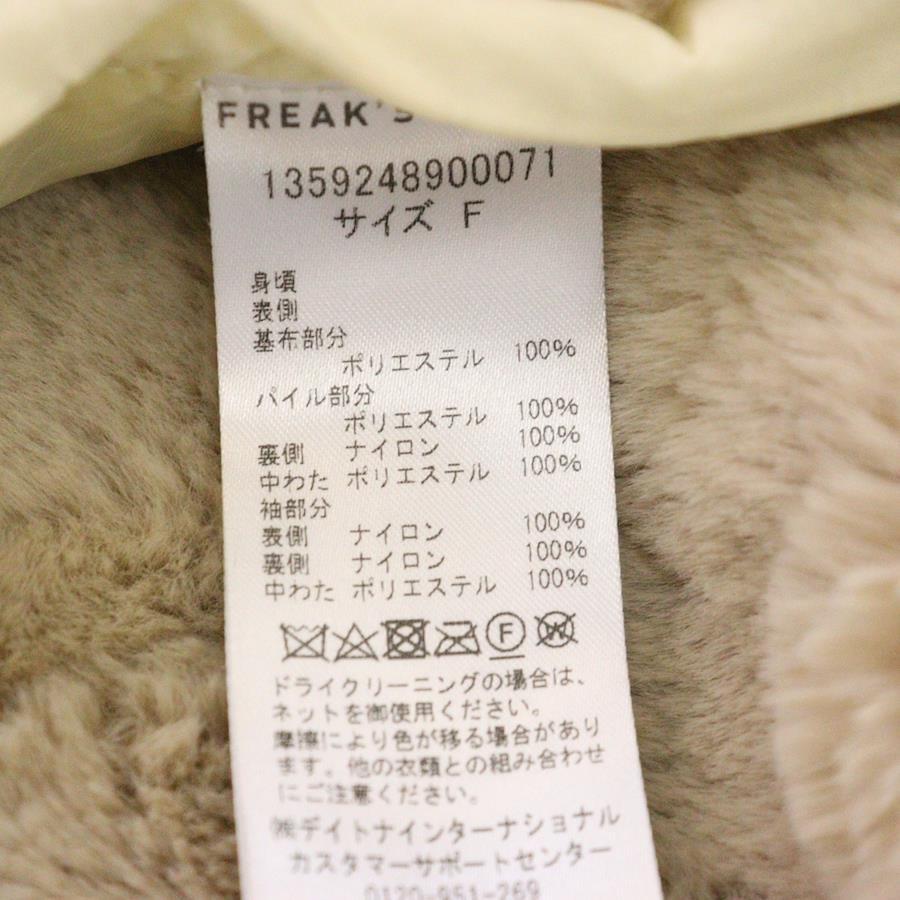 FREAK'S
1359248900071
サイズ F
身頃
表側
基布部分
ポリエステル 100%
パイル部分
ポリエステル 100%
裏側 ナイロン 100%
中わた ポリエステル 100%
袖部分
表側 ナイロン 100%
裏側 ナイロン 100%
中わた ポリエステル 100%
F W
ドライクリーニングの場合は、
ネットを御使用ください。
摩擦により色が移る場合があり
ます。他の衣類との組み合わせ
にご注意ください。
㈱デイトナインターナショナル
カスタマーサポートセンター
0120-951-269